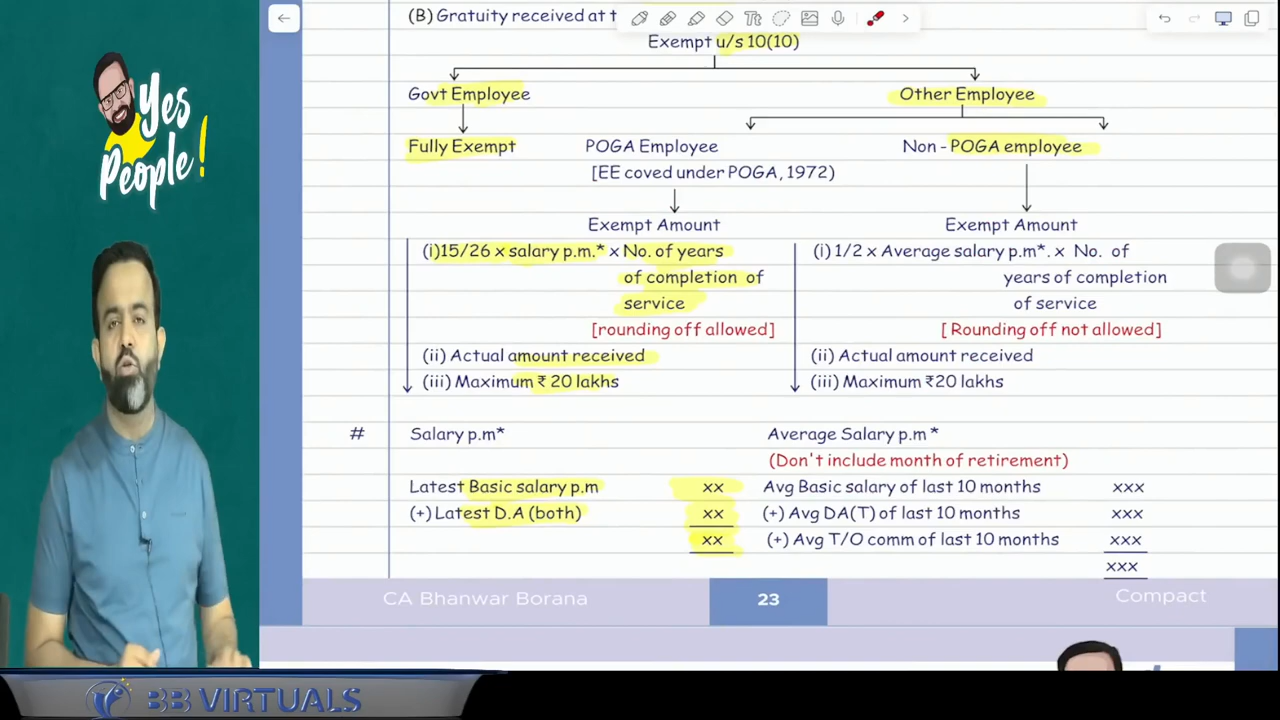 Yes
People!
(B) Gratuity received at t
Exempt u/s 10(10)
Govt Employee
Other Employee
Fully Exempt
POGA Employee
Non - POGA employee
[EE coved under POGA, 1972)
Exempt Amount
Exempt Amount
(i)15/26 x salary p.m.* x No. of years
of completion of
service
[rounding off allowed]
(ii) Actual amount received
(iii) Maximum ₹ 20 lakhs
(i) 1/2 x Average salary p.m*. x No. of
years of completion
of service
[ Rounding off not allowed]
(ii) Actual amount received
(iii) Maximum ₹20 lakhs
# Salary p.m*
Average Salary p.m *
(Don't include month of retirement)
Latest Basic salary p.m xx
(+) Latest D.A (both) xx
xx
Avg Basic salary of last 10 months xxx
(+) Avg DA(T) of last 10 months xxx
(+) Avg T/O comm of last 10 months xxx
xxx
CA Bhanwar Borana
23
Compact
BB VIRTUALS